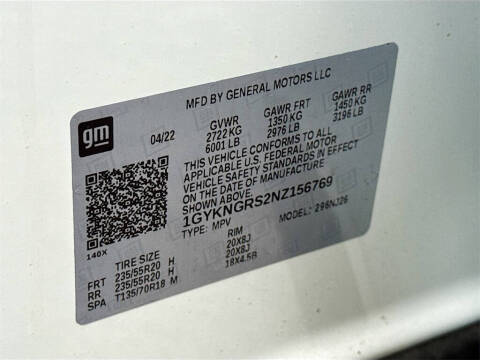 MFD BY GENERAL MOTORS LLC
gm
04/22
GVWR GAWR FRT GAWR RR
2722 KG 1350 KG 1450 KG
6001 LB 2976 LB 3196 LB
THIS VEHICLE CONFORMS TO ALL
APPLICABLE U.S. FEDERAL MOTOR
VEHICLE SAFETY STANDARDS IN EFFECT
ON THE DATE OF MANUFACTURE
SHOWN ABOVE.
1GYKNGRS2NZ156769
TYPE: MPV MODEL: 296NJ26
140X
TIRE SIZE RIM
FRT 235/55R20 H 20X8J
RR 235/55R20 H 20X8J
SPA T135/70R18 M 18X4.5B